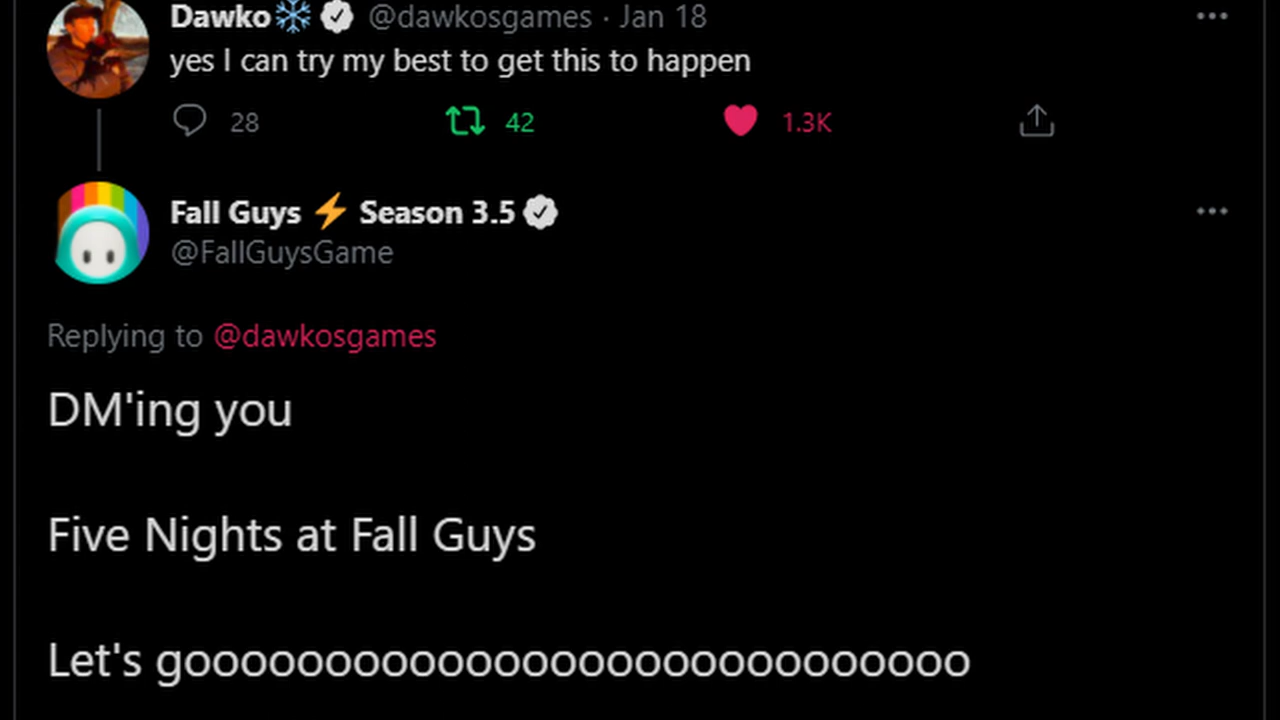 Dawko❄️ @dawkosgames · Jan 18
yes I can try my best to get this to happen
28 42 1.3K
Fall Guys ⚡ Season 3.5
@FallGuysGame
Replying to @dawkosgames
DM'ing you
Five Nights at Fall Guys
Let's gooooooooooooooooooooooooooooo